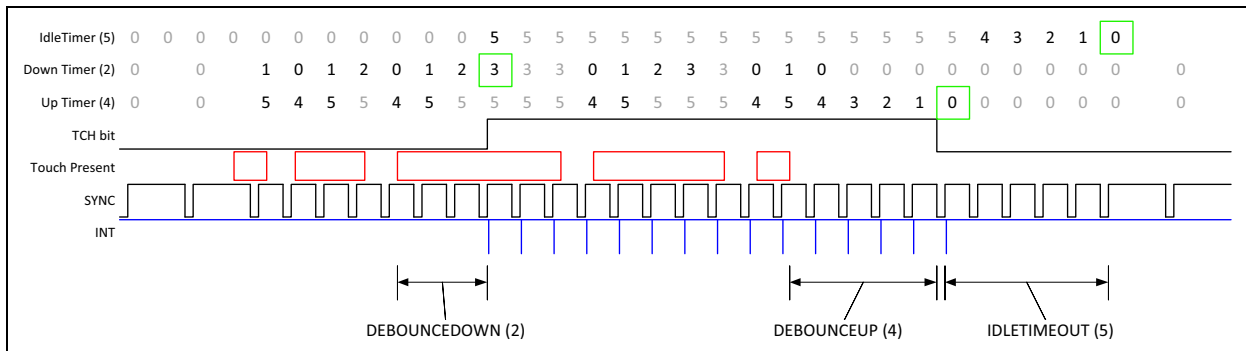 IdleTimer (5) 0 0 0 0 0 0 0 0 0 0 0 5 5 5 5 5 5 5 5 5 5 5 5 5 5 5 4 3 2 1 0 0
Down Timer (2) 0 0 1 0 1 2 0 1 2 3 3 3 0 1 2 3 3 0 1 0 0 0 0 0 0 0 0 0 0 0
Up Timer (4) 0 0 5 4 5 5 4 5 5 5 5 5 4 5 5 5 5 4 5 4 3 2 1 0 0 0 0 0 0 0
TCH bit
Touch Present
SYNC
INT
DEBOUNCEDOWN (2) DEBOUNCEUP (4) IDLETIMEOUT (5)